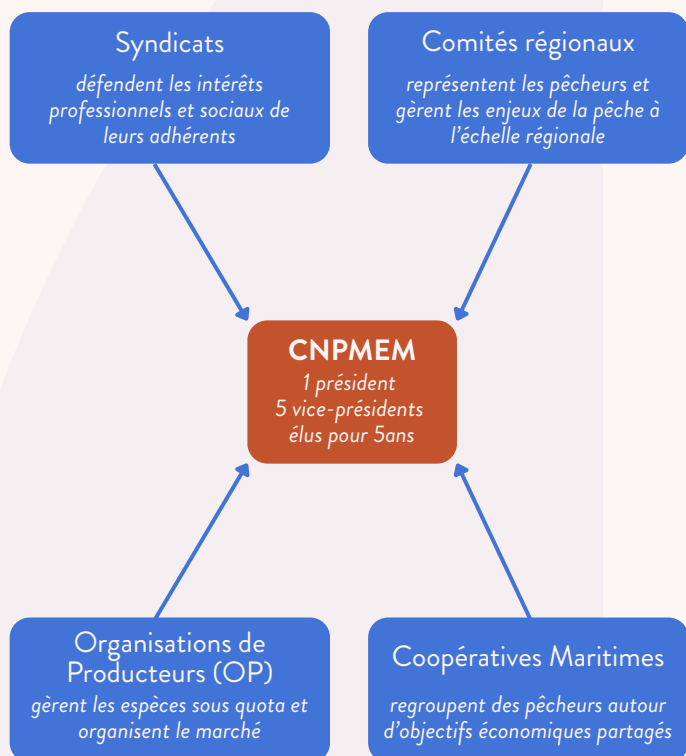 Syndicats
défendent les intérêts
professionnels et sociaux de
leurs adhérents
Comités régionaux
représentent les pêcheurs et
gèrent les enjeux de la pêche à
l'échelle régionale
CNPMEM
1 président
5 vice-présidents
élus pour 5ans
Organisations de
Producteurs (OP)
gèrent les espèces sous quota et
organisent le marché
Coopératives Maritimes
regroupent des pêcheurs autour
d'objectifs économiques partagés